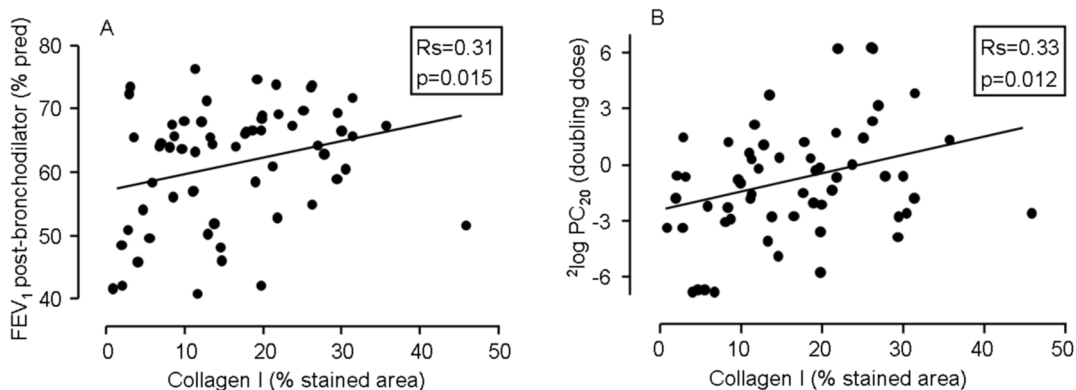 A
Rs=0.31
p=0.015
FEV1 post-bronchodilator (% pred)
80
70
60
50
40
0 10 20 30 40 50
Collagen I (% stained area)
B
Rs=0.33
p=0.012
2log PC20 (doubling dose)
6
3
0
-3
-6
0 10 20 30 40 50
Collagen I (% stained area)